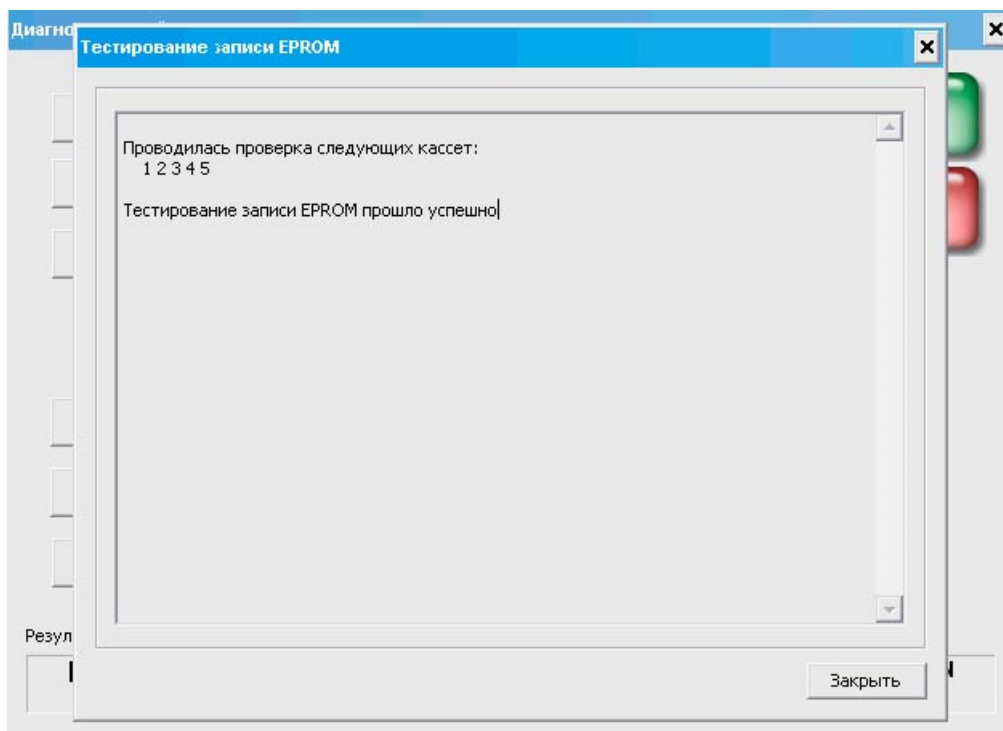 Тестирование записи EPROM
Проводилась проверка следующих кассет:
1 2 3 4 5
Тестирование записи EPROM прошло успешно
Закрыть